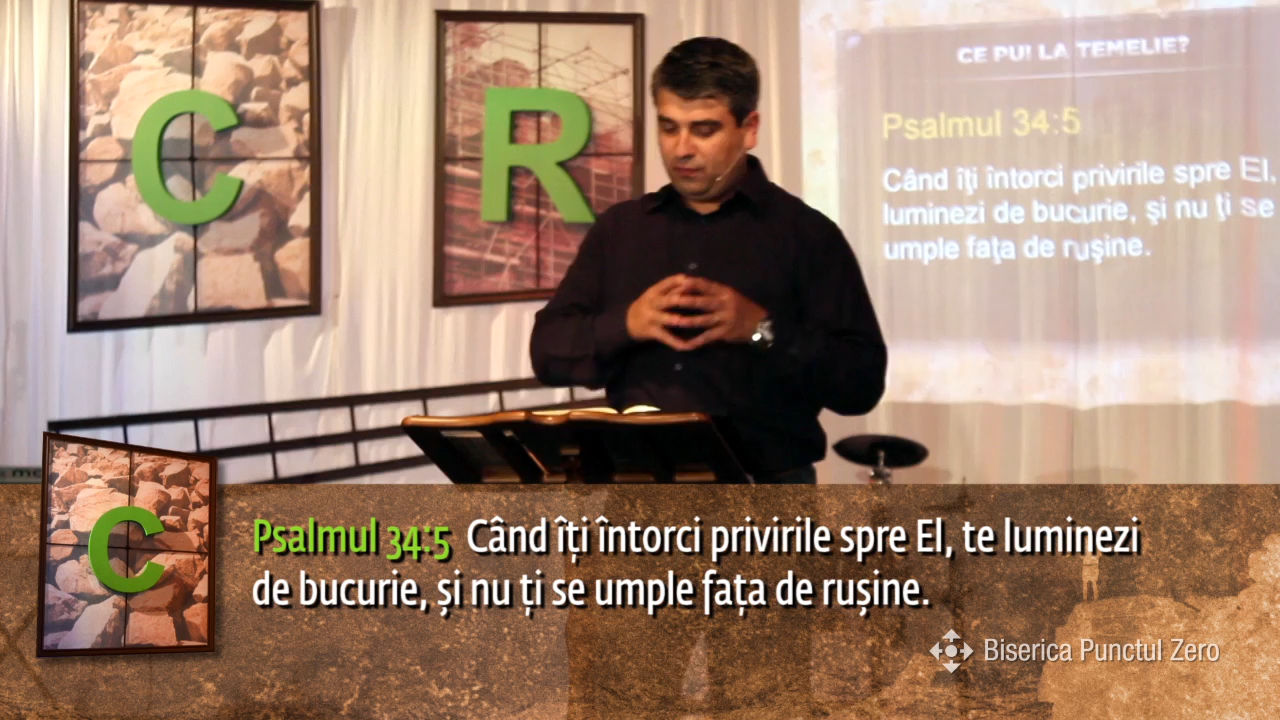 C
R
CE PUI LA TEMELIE?
Psalmul 34:5
Când îţi întorci privirile spre El,
luminezi de bucurie, şi nu ţi se
umple faţa de ruşine.
C
Psalmul 34:5 Când îți întorci privirile spre El, te luminezi
de bucurie, și nu ți se umple fața de rușine.
Biserica Punctul Zero